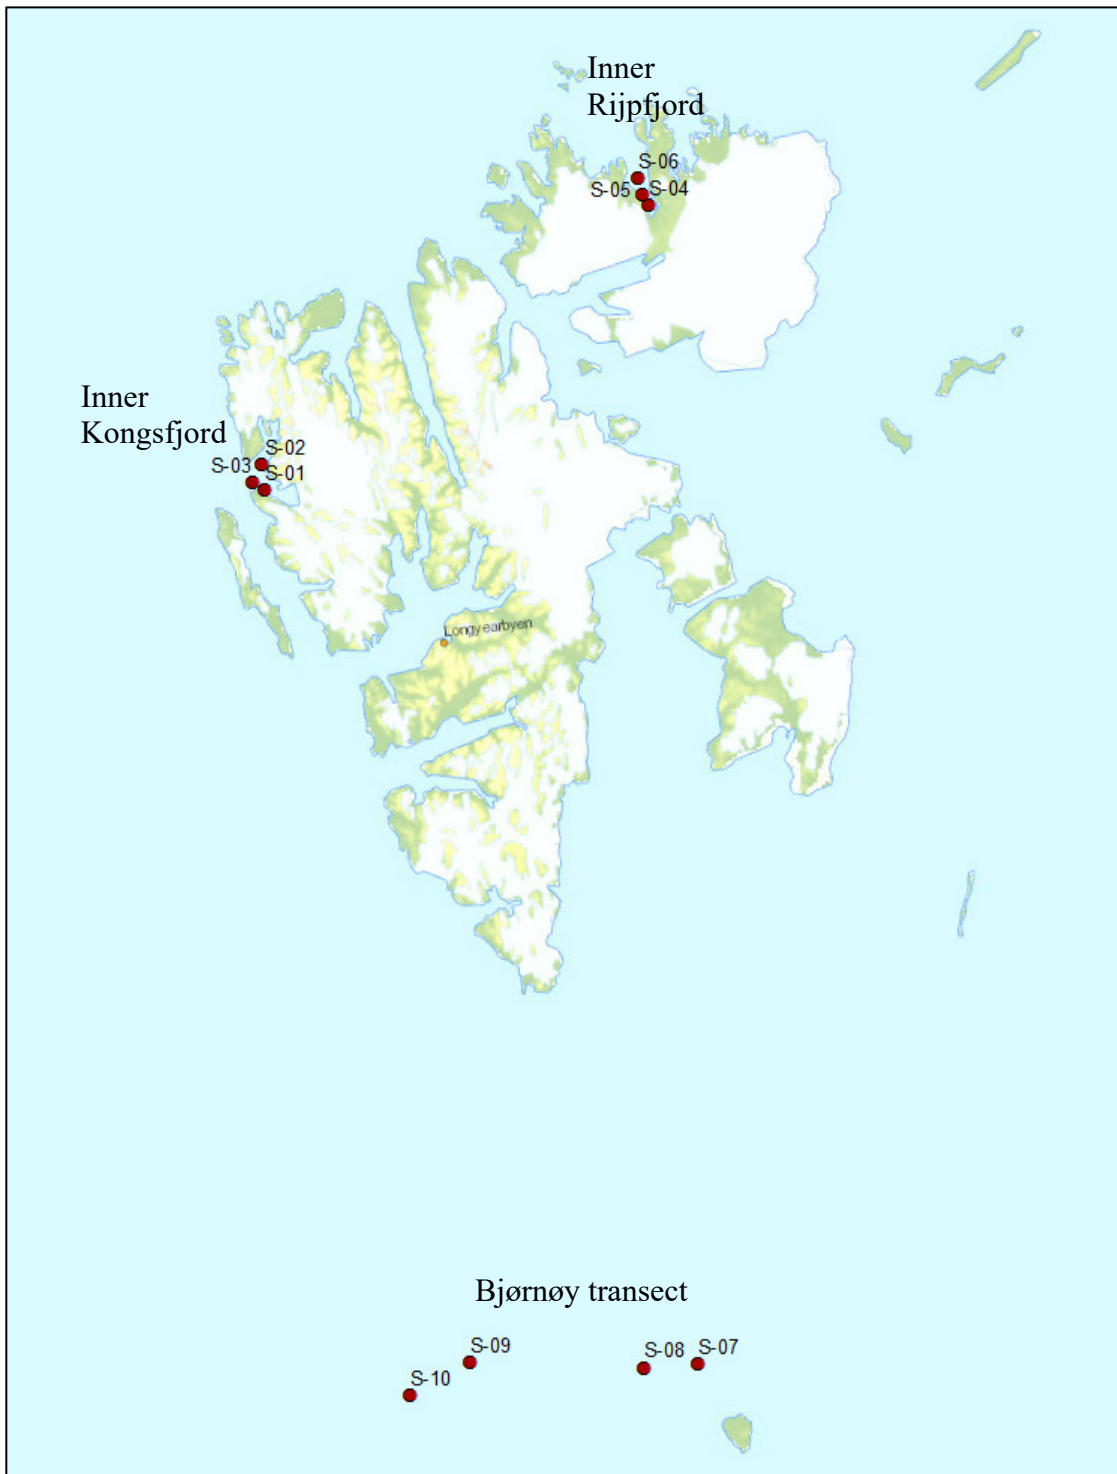 Inner
Rijpfjord
S-06
S-05
S-04
Inner
Kongsfjord
S-02
S-03
S-01
Longyearbyen
Bjørnøy transect
S-09
S-08
S-07
S-10